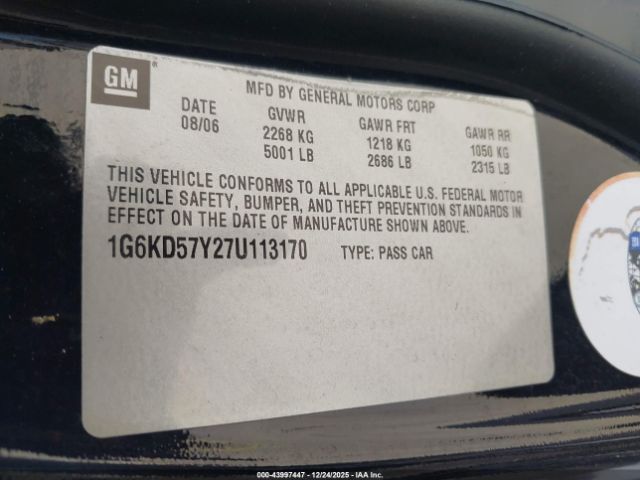 GM ®
MFD BY GENERAL MOTORS CORP
DATE GVWR GAWR FRT GAWR RR
08/06 2268 KG 1218 KG 1050 KG
5001 LB 2686 LB 2315 LB
THIS VEHICLE CONFORMS TO ALL APPLICABLE U.S. FEDERAL MOTOR
VEHICLE SAFETY, BUMPER, AND THEFT PREVENTION STANDARDS IN
EFFECT ON THE DATE OF MANUFACTURE SHOWN ABOVE.
1G6KD57Y27U113170 TYPE: PASS CAR
000-43997447 - 12/24/2025 - IAA Inc.